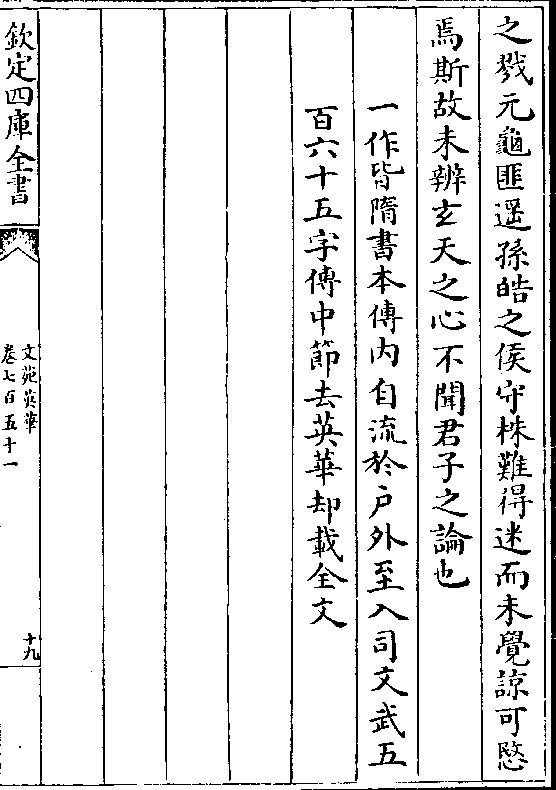 之戮元龜匪遥孫皓之侯守株難得迷而未覺諒可愍
焉斯故未辨𤣥天之心不聞君子之論也
一作皆隋書本傳内自流於户外至入司文武五
百六十五字傳中節去英華却載全文
欽定四庫全書
文苑英華
卷七百五十一
十九